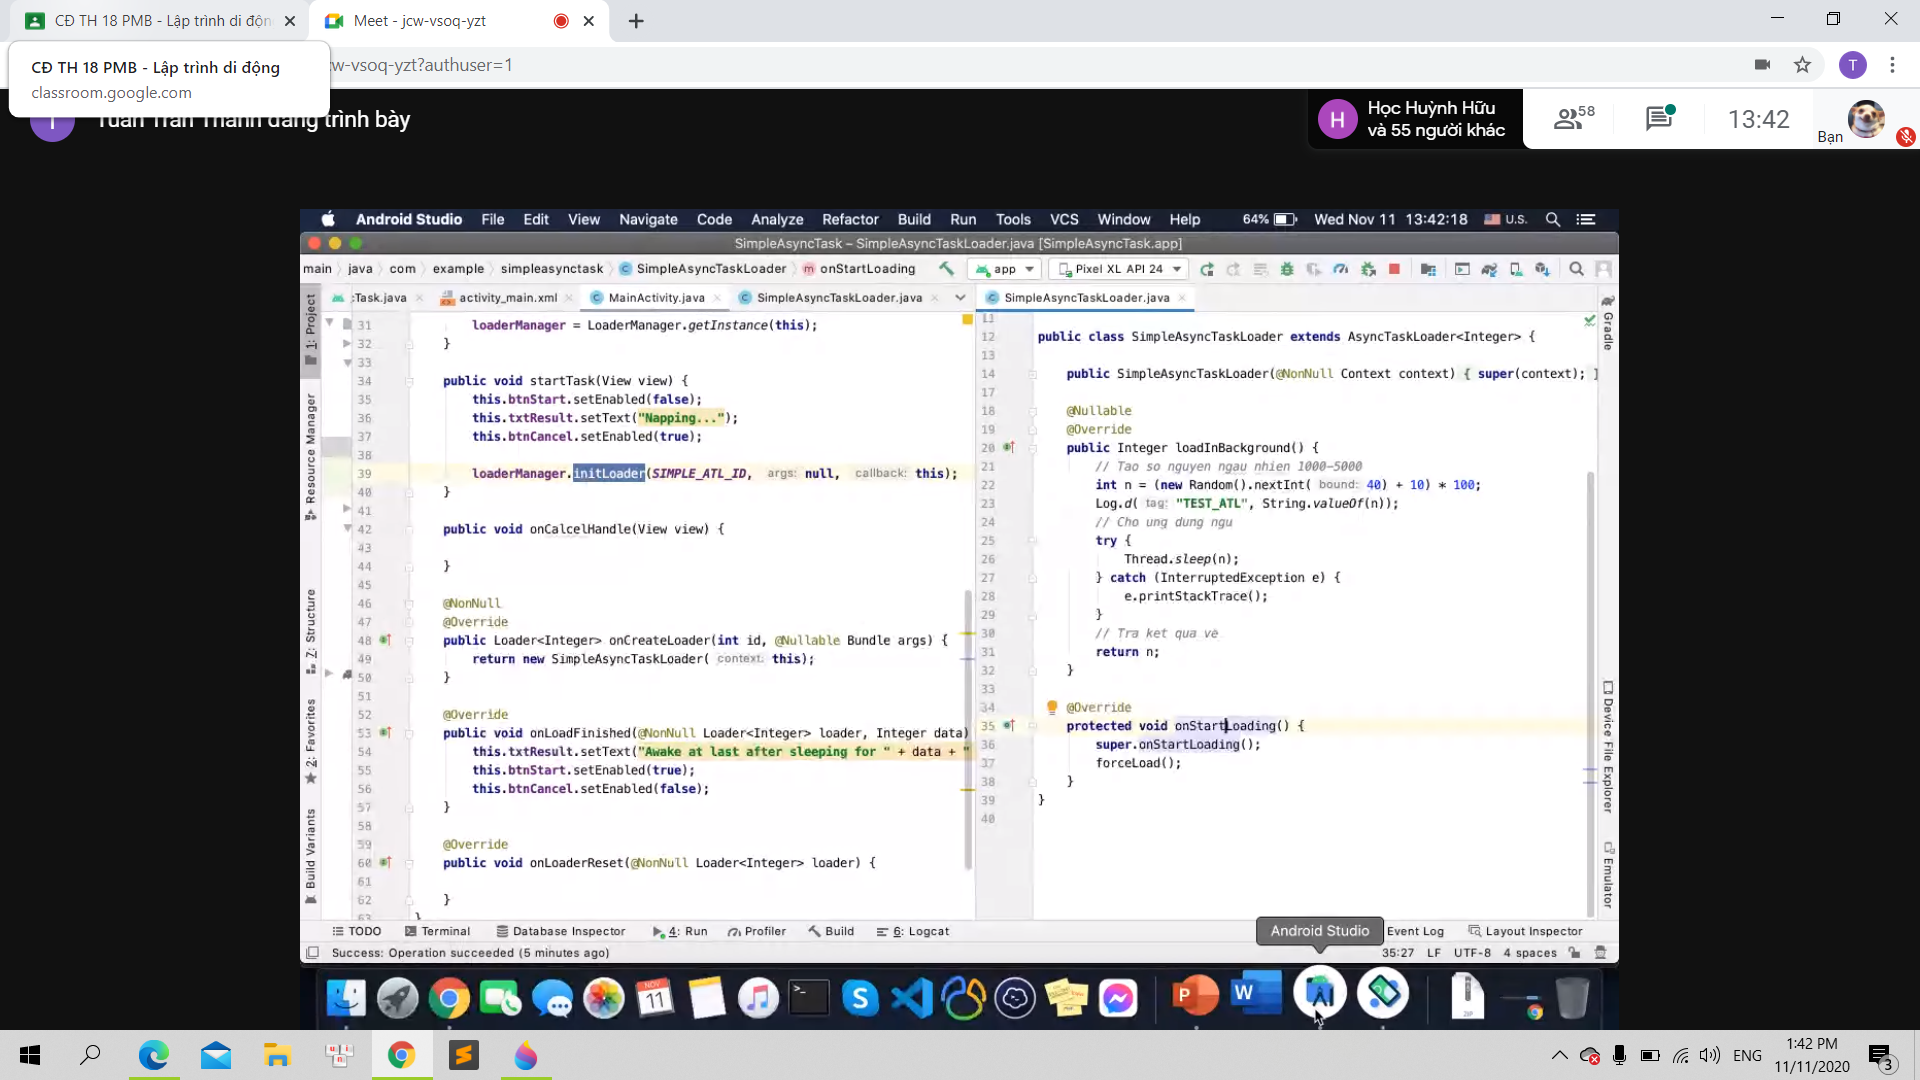 CĐ TH 18 PMB - Lập trình di độn
Meet - jcw-vsoq-yzt
CĐ TH 18 PMB - Lập trình di động
classroom.google.com
w-vsoq-yzt?authuser=1
T
Tuấn Trần Thanh đang trình bày
H
Học Huỳnh Hữu
và 55 người khác
58
13:42
Bạn
Android Studio File Edit View Navigate Code Analyze Refactor Build Run Tools VCS Window Help 64% Wed Nov 11 13:42:18 U.S.
SimpleAsyncTask – SimpleAsyncTaskLoader.java [SimpleAsyncTask.app]
main java com example simpleasynctask SimpleAsyncTaskLoader onStartLoading app Pixel XL API 24
:Task.java activity_main.xml MainActivity.java SimpleAsyncTaskLoader.java
31 loaderManager = LoaderManager.getInstance(this);
32 }
33
34 public void startTask(View view) {
35 this.btnStart.setEnabled(false);
36 this.txtResult.setText("Napping...");
37 this.btnCancel.setEnabled(true);
38
39 loaderManager.initLoader(SIMPLE_ATL_ID, args: null, callback: this);
40 }
41
42 public void onCalcelHandle(View view) {
43
44 }
45
46 @NonNull
47 @Override
48 public Loader<Integer> onCreateLoader(int id, @Nullable Bundle args) {
49 return new SimpleAsyncTaskLoader( context: this);
50 }
51
52 @Override
53 public void onLoadFinished(@NonNull Loader<Integer> loader, Integer data)
54 this.txtResult.setText("Awake at last after sleeping for " + data + "
55 this.btnStart.setEnabled(true);
56 this.btnCancel.setEnabled(false);
57 }
58
59 @Override
60 public void onLoaderReset(@NonNull Loader<Integer> loader) {
61
62 }
63 }
SimpleAsyncTaskLoader.java
11
12 public class SimpleAsyncTaskLoader extends AsyncTaskLoader<Integer> {
13
14 public SimpleAsyncTaskLoader(@NonNull Context context) { super(context); }
17
18 @Nullable
19 @Override
20 public Integer loadInBackground() {
21 // Tao so nguyen ngau nhien 1000-5000
22 int n = (new Random().nextInt( bound: 40) + 10) * 100;
23 Log.d( tag: "TEST_ATL", String.valueOf(n));
24 // Cho ung dung ngu
25 try {
26 Thread.sleep(n);
27 } catch (InterruptedException e) {
28 e.printStackTrace();
29 }
30 // Tra ket qua ve
31 return n;
32 }
33
34 @Override
35 protected void onStartLoading() {
36 super.onStartLoading();
37 forceLoad();
38 }
39 }
40
1: Project
Resource Manager
Z: Structure
2: Favorites
Build Variants
Gradle
Device File Explorer
Emulator
TODO Terminal Database Inspector 4: Run Profiler Build 6: Logcat Event Log Layout Inspector
Android Studio
Success: Operation succeeded (5 minutes ago) 35:27 LF UTF-8 4 spaces
NOV
11
ZIP
ENG
1:42 PM
11/11/2020
3